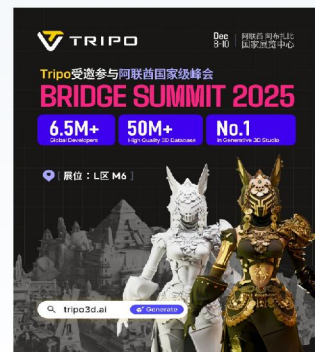 TRIPO
Dec
8-10
阿联酋 阿布扎比
国家展览中心
Tripo受邀参与阿联酋国家级峰会
BRIDGE SUMMIT 2025
6.5M+
Global Developers
50M+
High Quality 3D Database
No.1
In Generative 3D Studio
[ 展位：L区 M6 ]
tripo3d.ai
Generate